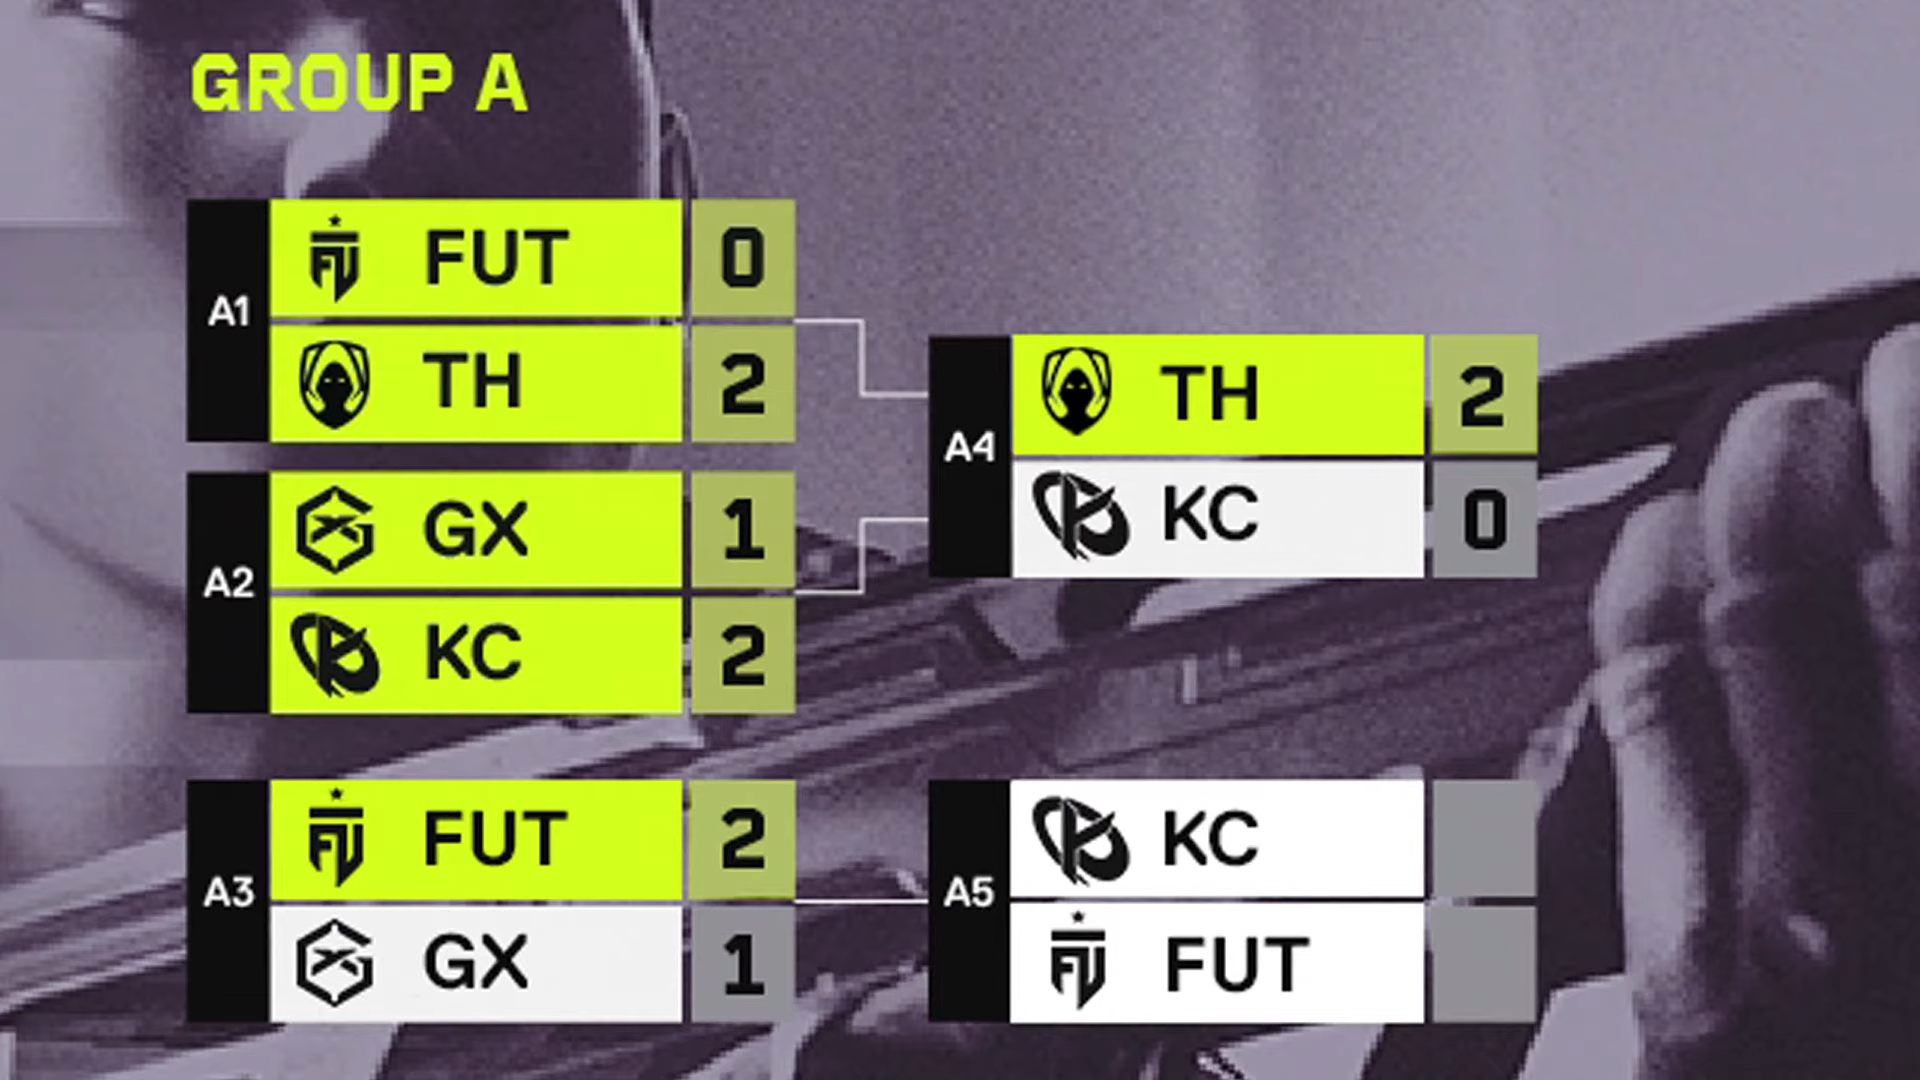 GROUP A
A1
FUT 0
TH 2
A2
GX 1
KC 2
A3
FUT 2
GX 1
A4
TH 2
KC 0
A5
KC
FUT